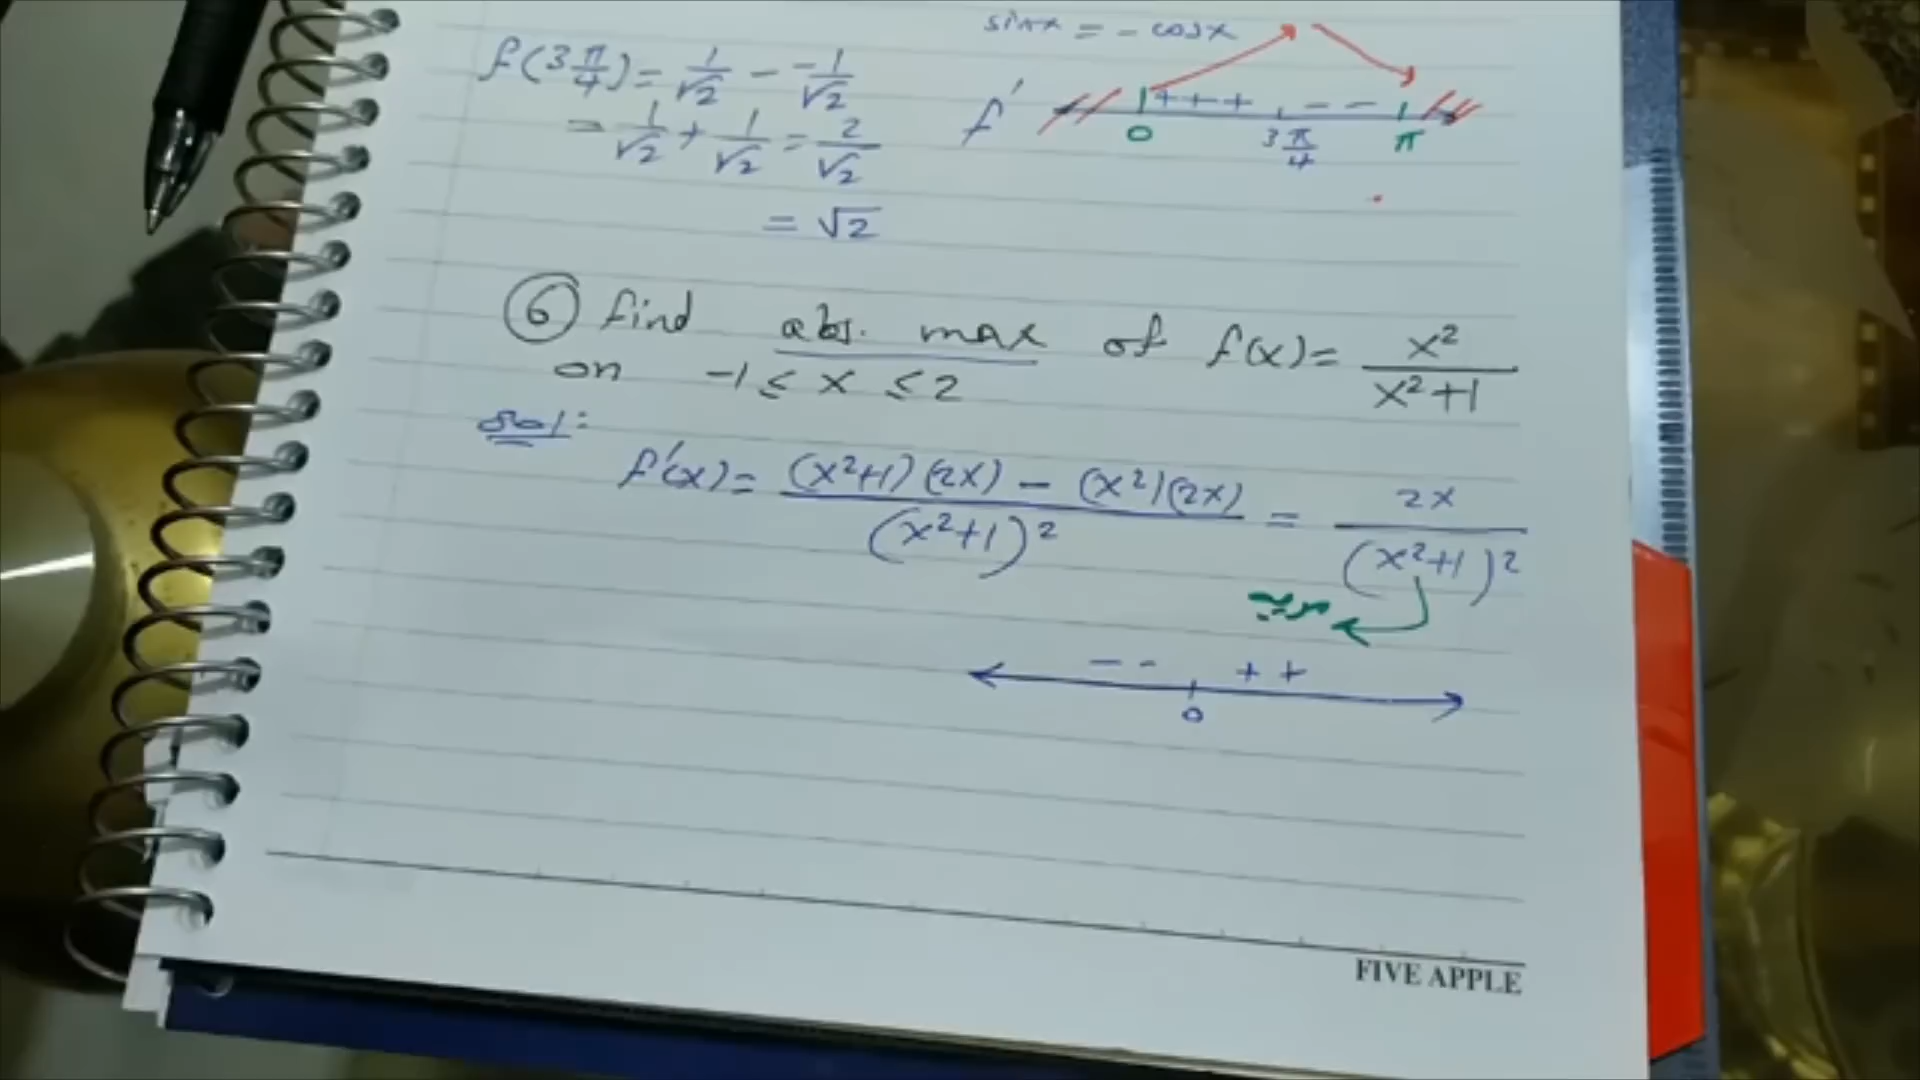 sinx = - cosx
f(3π/4) = 1/√2 - -1/√2
= 1/√2 + 1/√2 = 2/√2
= √2
f' +++ --
0 3π/4 π
⑥ find abs. max of f(x) = x²/(x²+1)
on -1 ≤ x ≤ 2
Sol:
f'(x) = ((x²+1)(2x) - (x²)(2x))/(x²+1)² = 2x/(x²+1)²
-- ++
0
FIVE APPLE